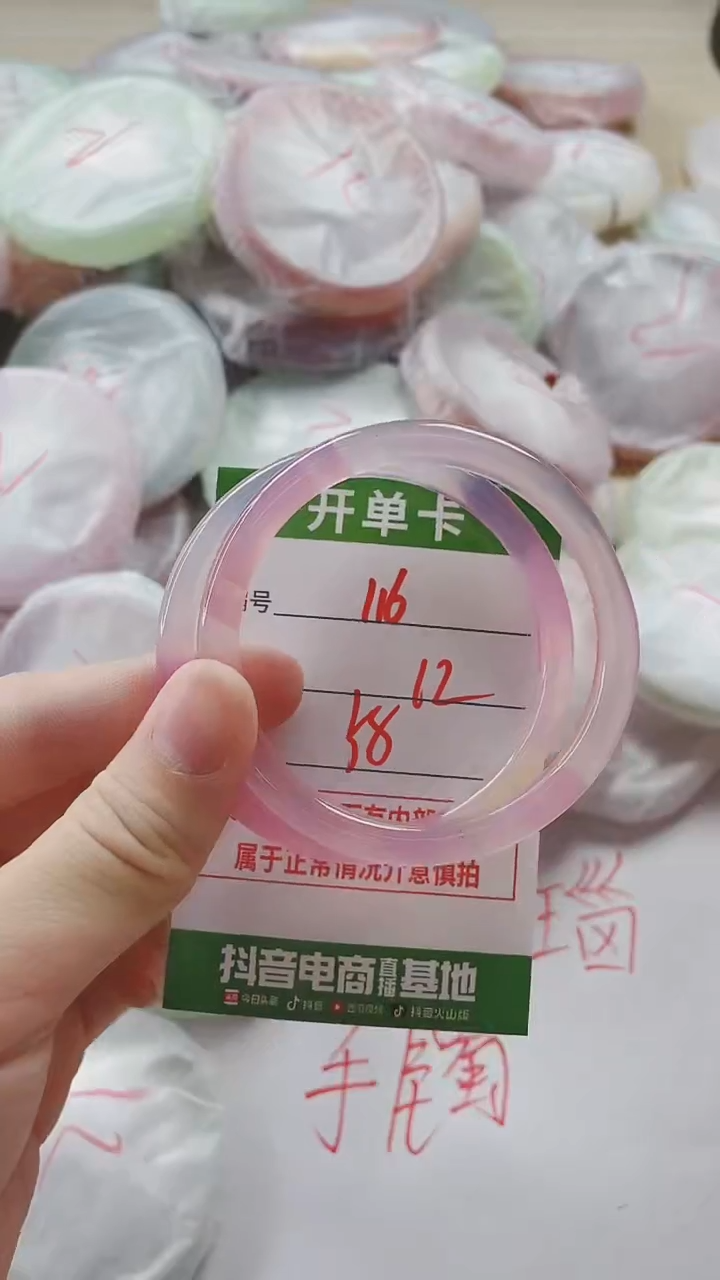 开单卡
号 116
12
58
属于正常情况介意慎拍
抖音电商直播基地
今日头条 抖音 西瓜视频 抖音火山版
瑙
手镯